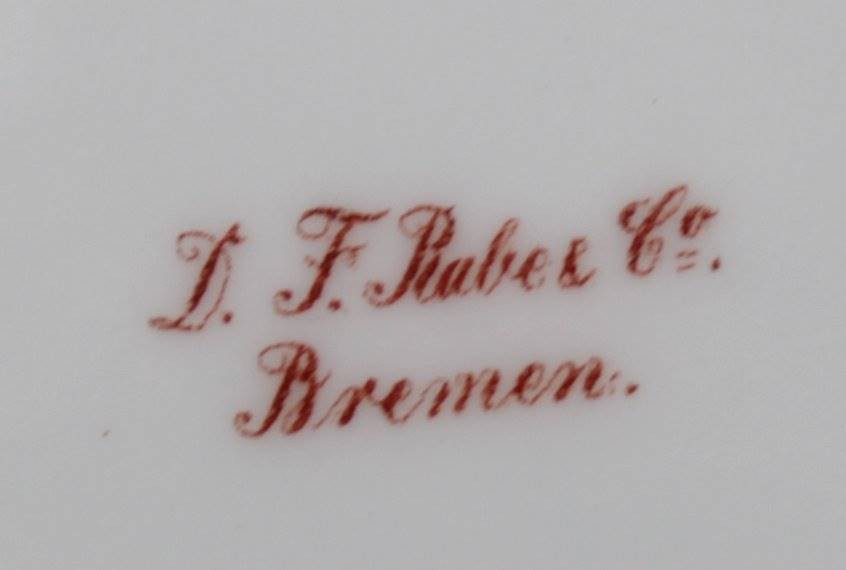 D. F. Rabe & Co.
Bremen.